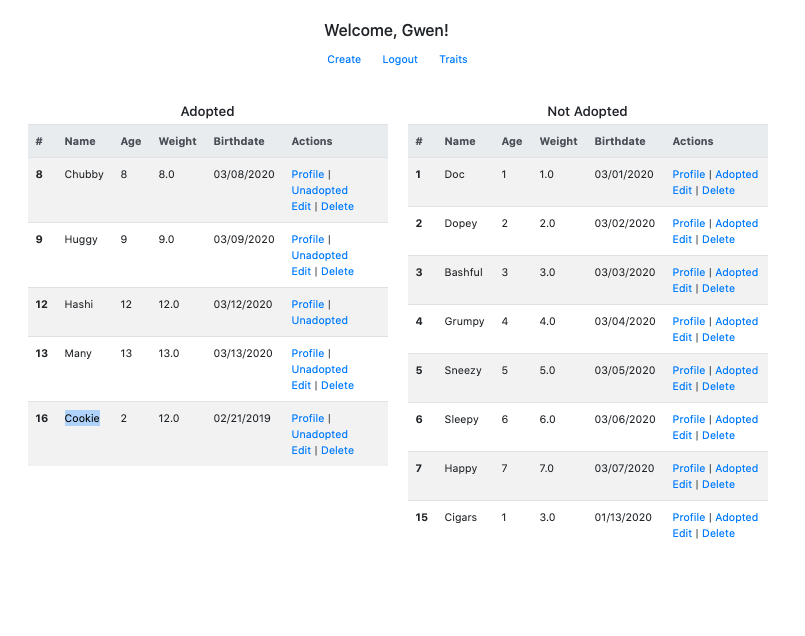 Welcome, Gwen!
Create Logout Traits
Adopted
# Name Age Weight Birthdate Actions
8 Chubby 8 8.0 03/08/2020 Profile |
Unadopted
Edit | Delete
9 Huggy 9 9.0 03/09/2020 Profile |
Unadopted
Edit | Delete
12 Hashi 12 12.0 03/12/2020 Profile |
Unadopted
13 Many 13 13.0 03/13/2020 Profile |
Unadopted
Edit | Delete
16 Cookie 2 12.0 02/21/2019 Profile |
Unadopted
Edit | Delete
Not Adopted
# Name Age Weight Birthdate Actions
1 Doc 1 1.0 03/01/2020 Profile | Adopted
Edit | Delete
2 Dopey 2 2.0 03/02/2020 Profile | Adopted
Edit | Delete
3 Bashful 3 3.0 03/03/2020 Profile | Adopted
Edit | Delete
4 Grumpy 4 4.0 03/04/2020 Profile | Adopted
Edit | Delete
5 Sneezy 5 5.0 03/05/2020 Profile | Adopted
Edit | Delete
6 Sleepy 6 6.0 03/06/2020 Profile | Adopted
Edit | Delete
7 Happy 7 7.0 03/07/2020 Profile | Adopted
Edit | Delete
15 Cigars 1 3.0 01/13/2020 Profile | Adopted
Edit | Delete